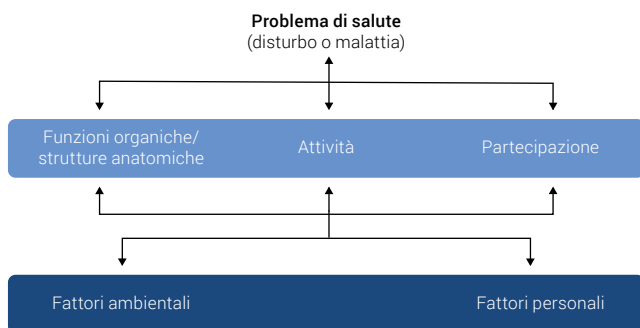 Problema di salute
(disturbo o malattia)
Funzioni organiche/
strutture anatomiche
Attività
Partecipazione
Fattori ambientali
Fattori personali